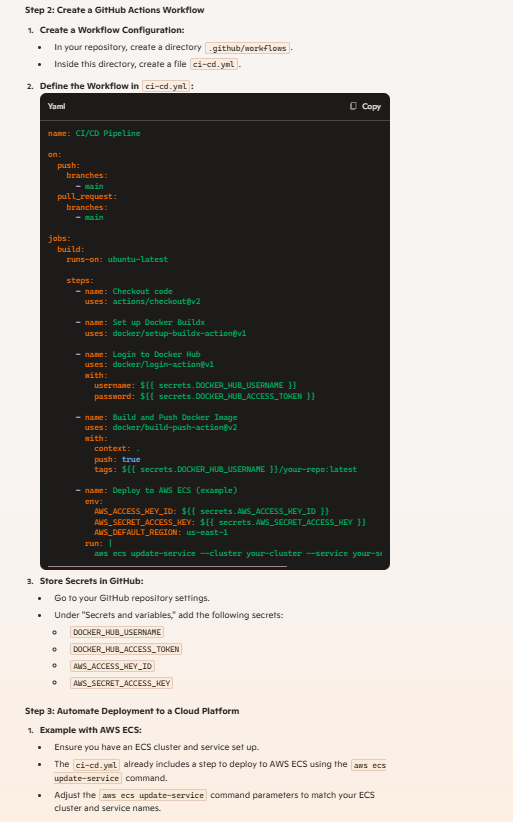 Step 2: Create a GitHub Actions Workflow
1. Create a Workflow Configuration:
• In your repository, create a directory .github/workflows.
• Inside this directory, create a file ci-cd.yml.
2. Define the Workflow in ci-cd.yml:
Yaml Copy
name: CI/CD Pipeline
on:
  push:
    branches:
      - main
  pull_request:
    branches:
      - main
jobs:
  build:
    runs-on: ubuntu-latest
    steps:
      - name: Checkout code
        uses: actions/checkout@v2
      - name: Set up Docker Buildx
        uses: docker/setup-buildx-action@v1
      - name: Login to Docker Hub
        uses: docker/login-action@v1
        with:
          username: ${{ secrets.DOCKER_HUB_USERNAME }}
          password: ${{ secrets.DOCKER_HUB_ACCESS_TOKEN }}
      - name: Build and Push Docker Image
        uses: docker/build-push-action@v2
        with:
          context: .
          push: true
          tags: ${{ secrets.DOCKER_HUB_USERNAME }}/your-repo:latest
      - name: Deploy to AWS ECS (example)
        env:
          AWS_ACCESS_KEY_ID: ${{ secrets.AWS_ACCESS_KEY_ID }}
          AWS_SECRET_ACCESS_KEY: ${{ secrets.AWS_SECRET_ACCESS_KEY }}
          AWS_DEFAULT_REGION: us-east-1
        run: |
          aws ecs update-service --cluster your-cluster --service
3. Store Secrets in GitHub:
• Go to your GitHub repository settings.
• Under "Secrets and variables," add the following secrets:
o DOCKER_HUB_USERNAME
o DOCKER_HUB_ACCESS_TOKEN
o AWS_ACCESS_KEY_ID
o AWS_SECRET_ACCESS_KEY
Step 3: Automate Deployment to a Cloud Platform
1. Example with AWS ECS:
• Ensure you have an ECS cluster and service set up.
• The ci-cd.yml already includes a step to deploy to AWS ECS using the aws ecs
update-service command.
• Adjust the aws ecs update-service command parameters to match your ECS
cluster and service names.